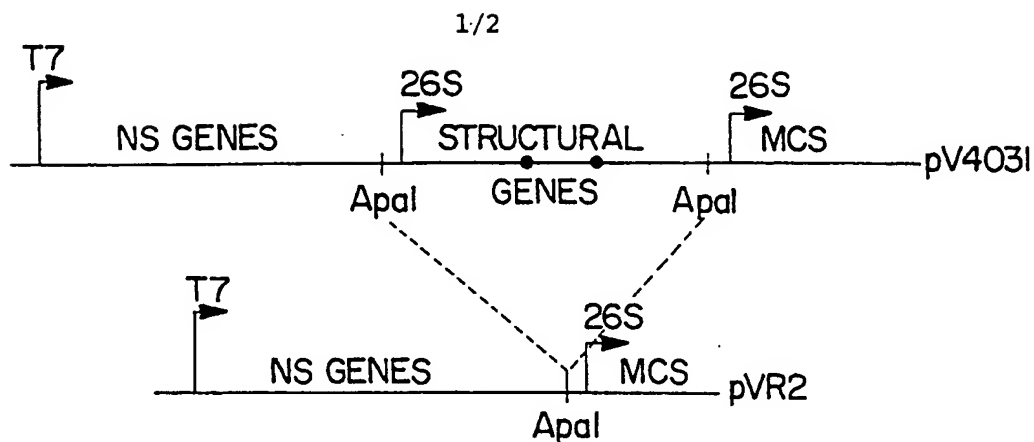 1/2
T7
26S
26S
NS GENES
STRUCTURAL
MCS
pV4031
ApaI
GENES
ApaI
T7
26S
NS GENES
MCS
pVR2
ApaI